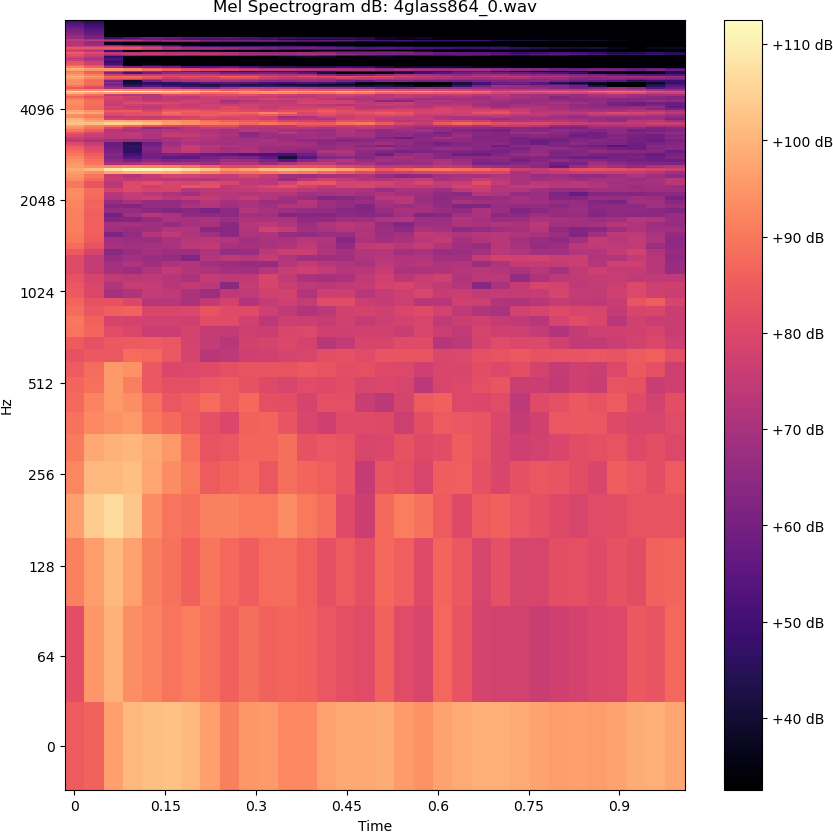 Mel Spectrogram dB: 4glass864_0.wav
+110 dB
4096
+100 dB
2048
+90 dB
1024
+80 dB
512
Hz
+70 dB
256
+60 dB
128
+50 dB
64
+40 dB
0
0 0.15 0.3 0.45 0.6 0.75 0.9
Time